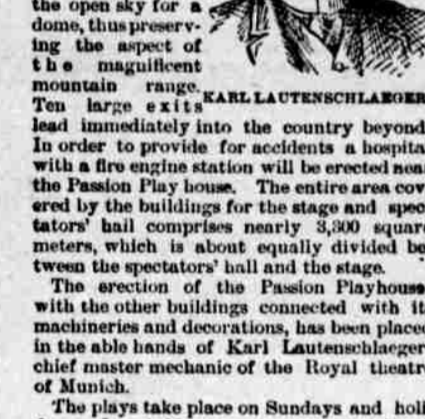 the open sky for a
dome, thus preserv-
ing the aspect of
the magnificent
mountain range.
Ten large exits
KARL LAUTENSCHLAEGER
lead immediately into the country beyond
In order to provide for accidents a hospita
with a fire engine station will be erected near
the Passion Play house. The entire area cov
ered by the buildings for the stage and spec
tators' hall comprises nearly 3,300 square
meters, which is about equally divided be
tween the spectators' hall and the stage.
The erection of the Passion Playhouse
with the other buildings connected with it
machineries and decorations, has been placed
in the able hands of Karl Lautenschlaeger
chief master mechanic of the Royal theatre
of Munich.
The plays take place on Sundays and holi